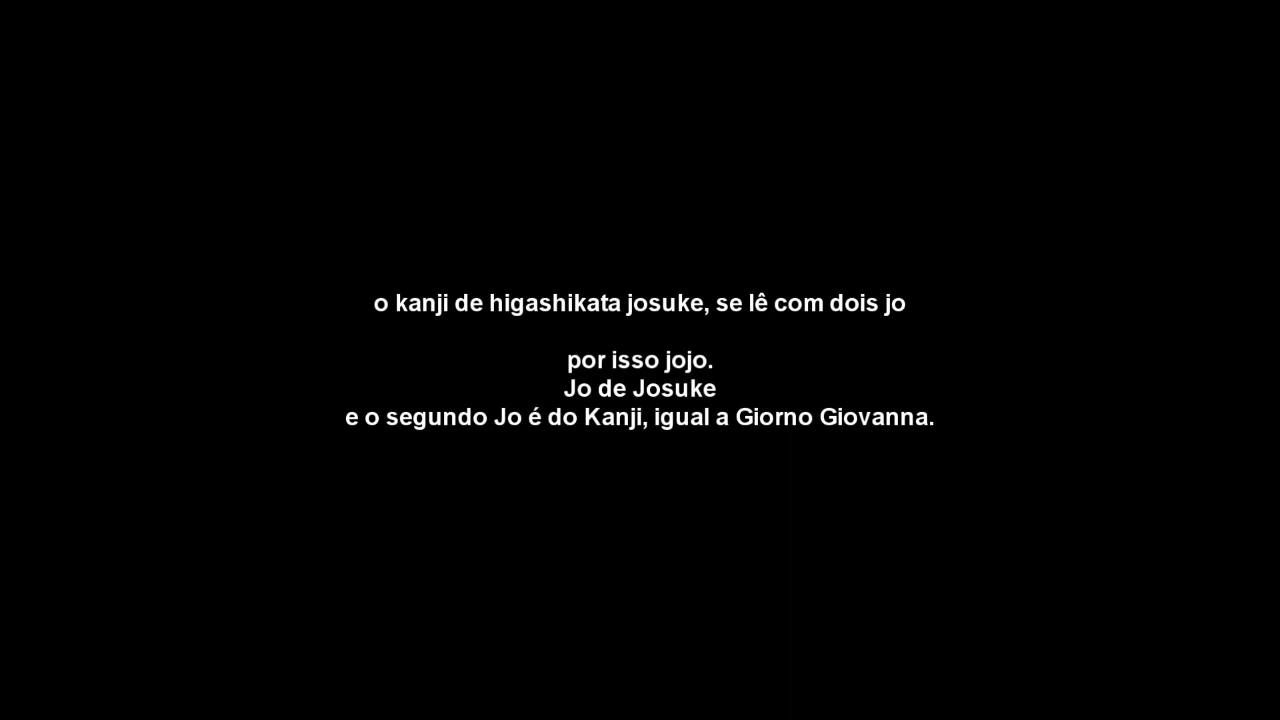 o kanji de higashikata josuke, se lê com dois jo
por isso jojo.
Jo de Josuke
e o segundo Jo é do Kanji, igual a Giorno Giovanna.